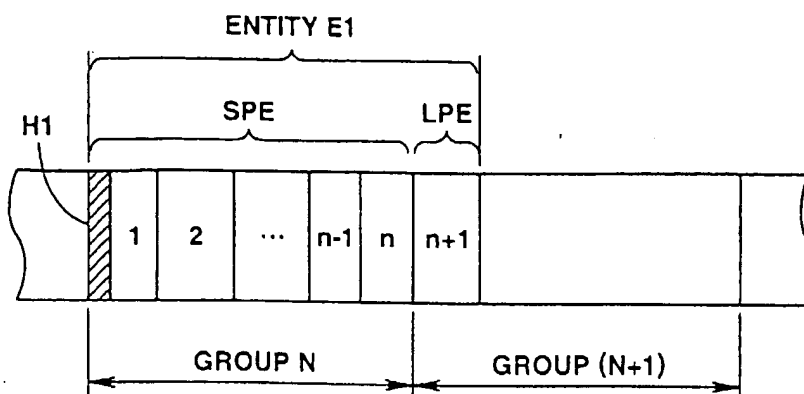 ENTITY E1
SPE LPE
H1
1 2 ... n-1 n n+1
GROUP N GROUP (N+1)